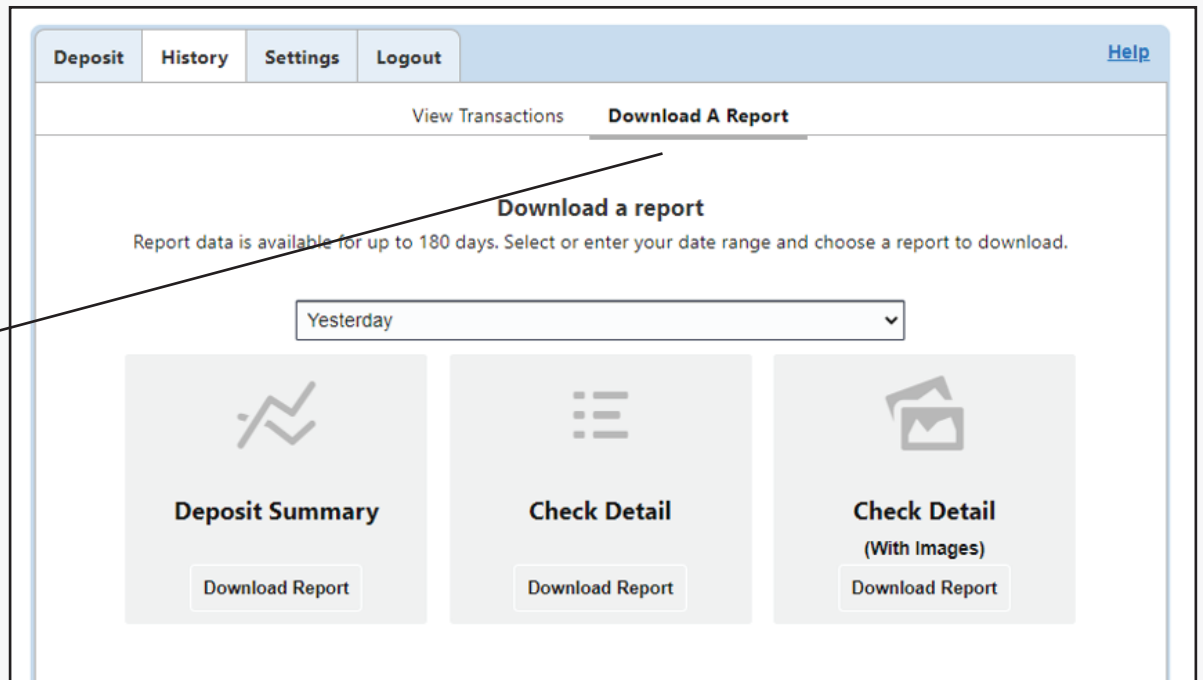 Deposit History Settings Logout Help
View Transactions Download A Report
Download a report
Report data is available for up to 180 days. Select or enter your date range and choose a report to download.
Yesterday
Deposit Summary Check Detail Check Detail
(With Images)
Download Report Download Report Download Report